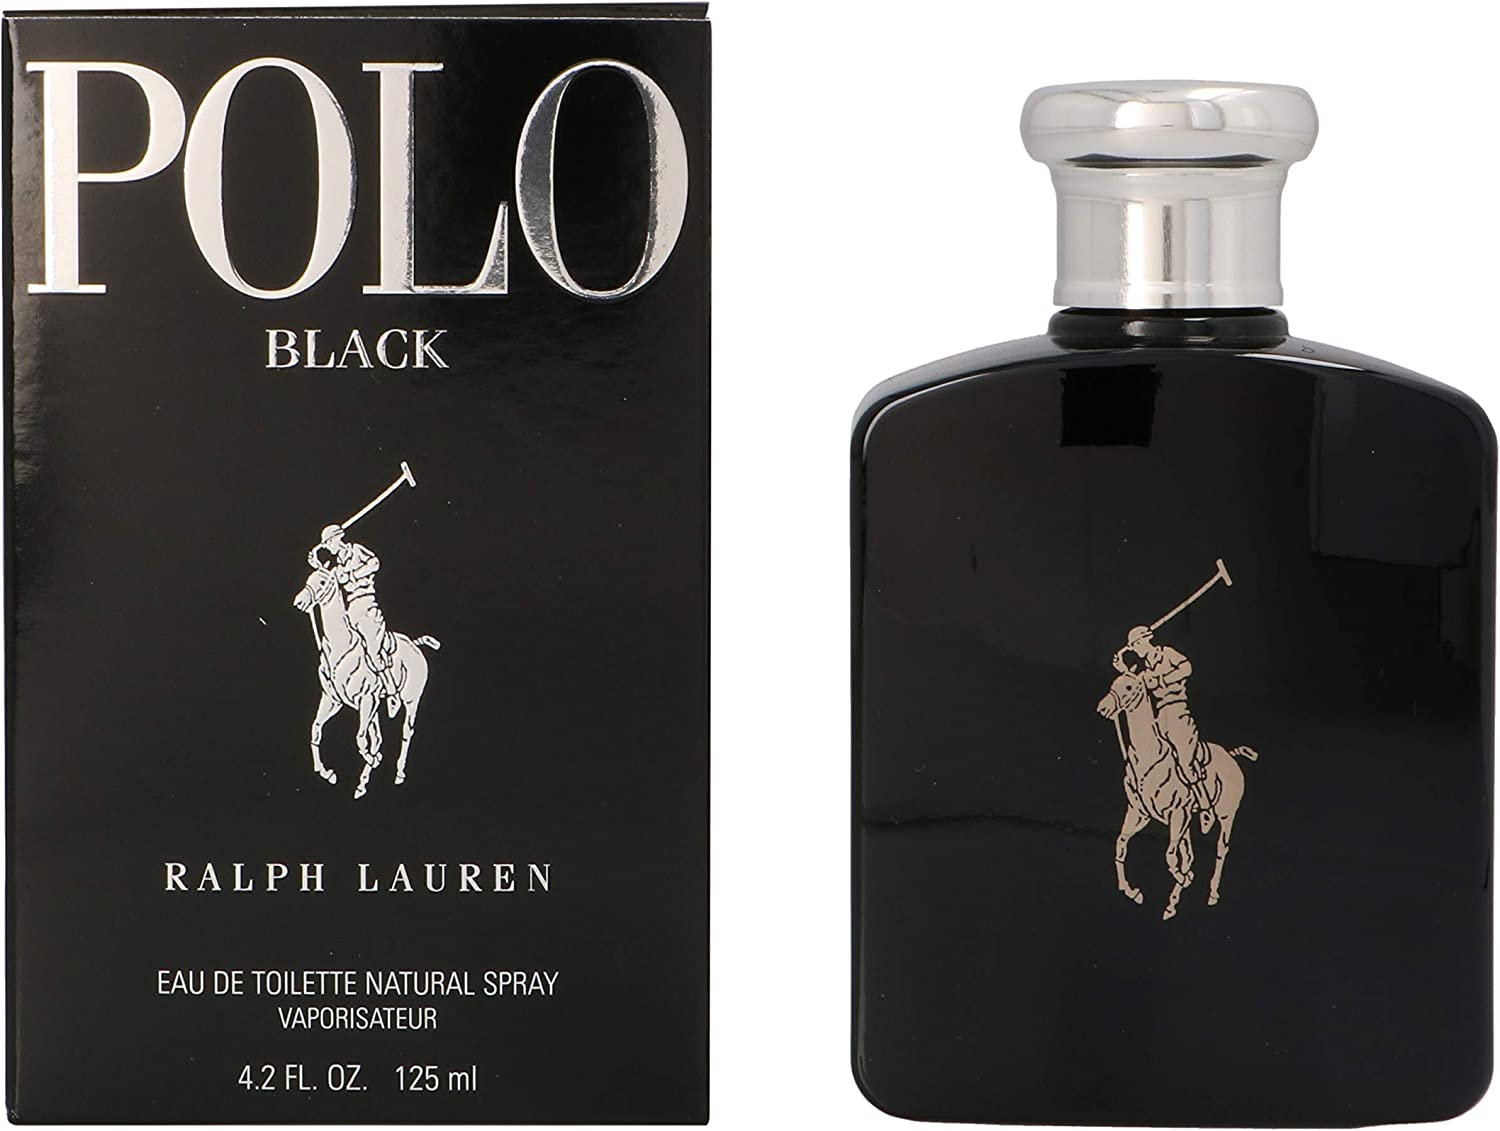 POLO
BLACK
RALPH LAUREN
EAU DE TOILETTE NATURAL SPRAY
VAPORISATEUR
4.2 FL. OZ. 125 ml